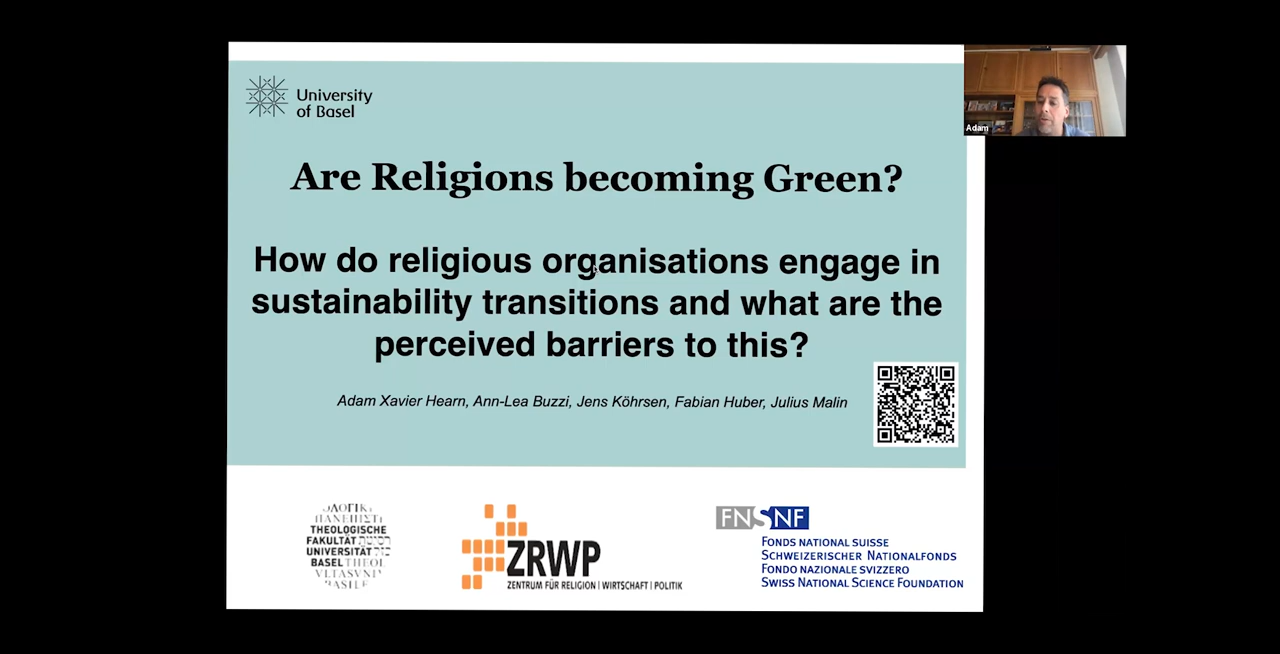 University
of Basel
Adam
Are Religions becoming Green?
How do religious organisations engage in
sustainability transitions and what are the
perceived barriers to this?
Adam Xavier Hearn, Ann-Lea Buzzi, Jens Köhrsen, Fabian Huber, Julius Malin
THEOLOGISCHE
FAKULTÄT
UNIVERSITÄT
BASEL THEOL
ZRWP
ZENTRUM FÜR RELIGION | WIRTSCHAFT | POLITIK
FNSNF
FONDS NATIONAL SUISSE
SCHWEIZERISCHER NATIONALFONDS
FONDO NAZIONALE SVIZZERO
SWISS NATIONAL SCIENCE FOUNDATION